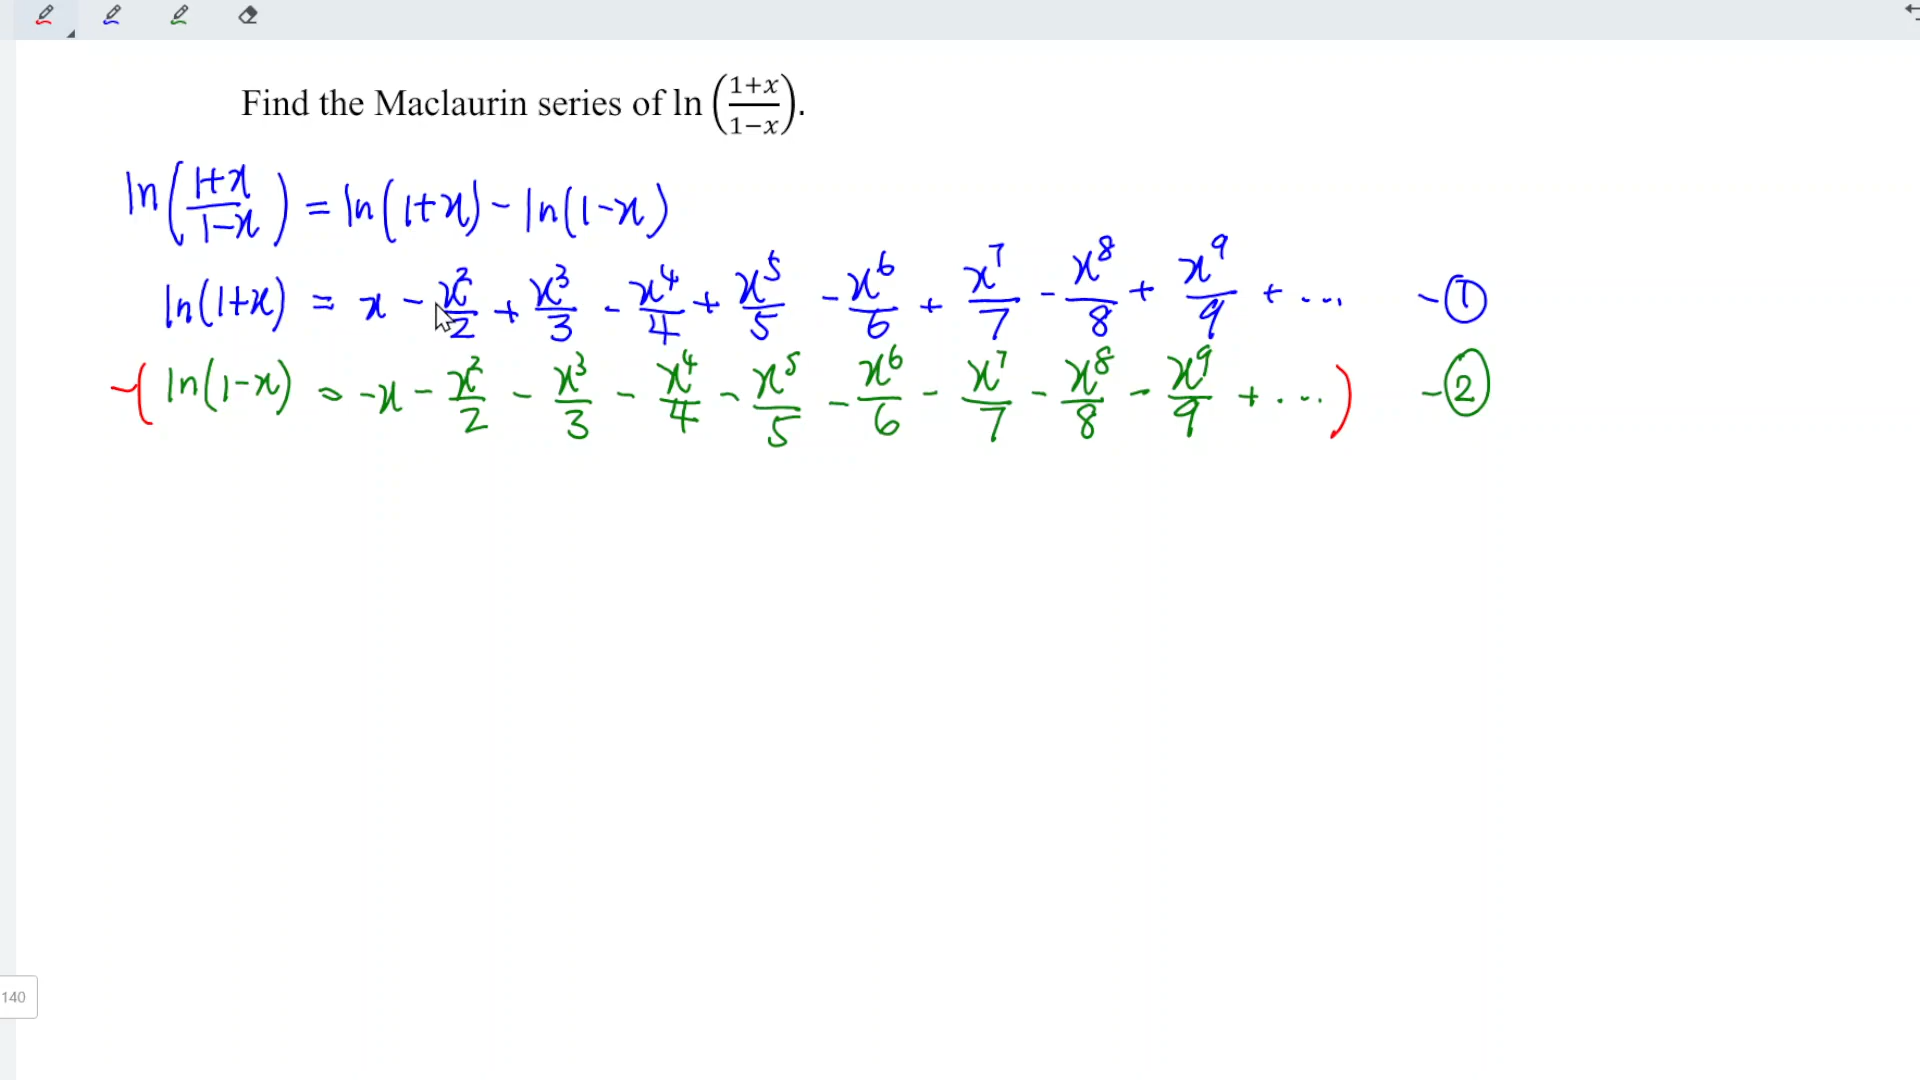 Find the Maclaurin series of ln (1+x / 1−x).
ln(1+x / 1−x) = ln(1+x) − ln(1−x)
ln(1+x) = x − x²/2 + x³/3 − x⁴/4 + x⁵/5 − x⁶/6 + x⁷/7 − x⁸/8 + x⁹/9 + ... −①
−( ln(1−x) = −x − x²/2 − x³/3 − x⁴/4 − x⁵/5 − x⁶/6 − x⁷/7 − x⁸/8 − x⁹/9 + ... ) −②
140